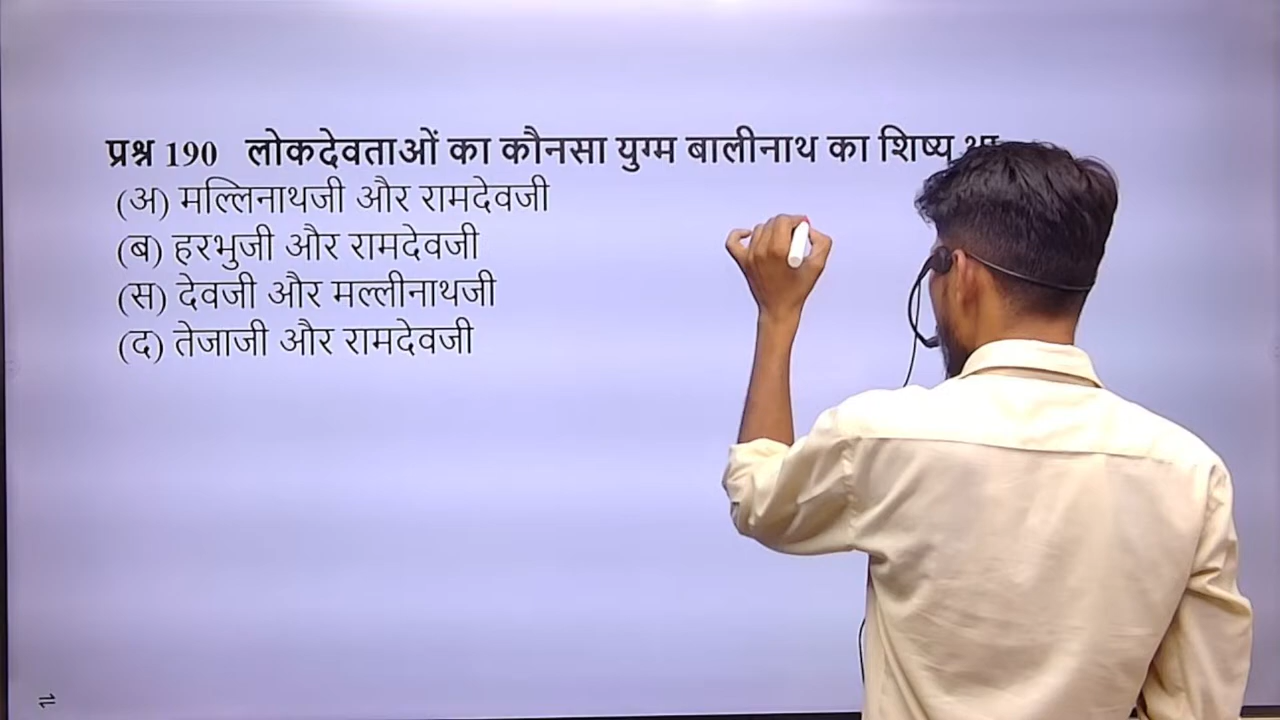 प्रश्न 190 लोकदेवताओं का कौनसा युग्म बालीनाथ का शिष्य
(अ) मल्लिनाथजी और रामदेवजी
(ब) हरभुजी और रामदेवजी
(स) देवजी और मल्लीनाथजी
(द) तेजाजी और रामदेवजी